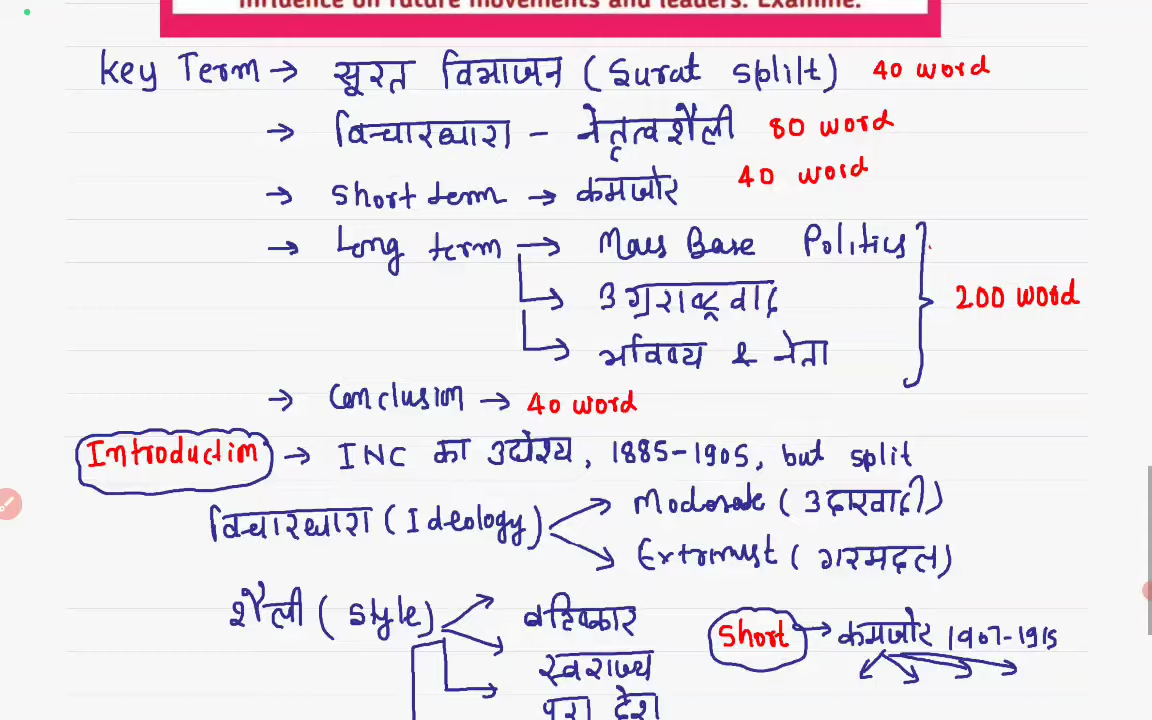 influence on future movements and leaders. Examine.
Key Term → सूरत विभाजन (Surat split) 40 word
→ विचारधारा - नेतृत्व शैली 80 word
→ short term → कमजोर 40 word
→ Long term → Mass Base Politics
→ उग्रराष्ट्रवाद 200 word
→ भविष्य & नेता
→ Conclusion → 40 word
Introduction → INC का उद्देश्य, 1885-1905, but split
विचारधारा (Ideology) Moderate (उदारवादी)
Extremist (गरमदल)
शैली (style) बहिष्कार
Short → कमजोर 1907-1915
स्वराज्य
देश